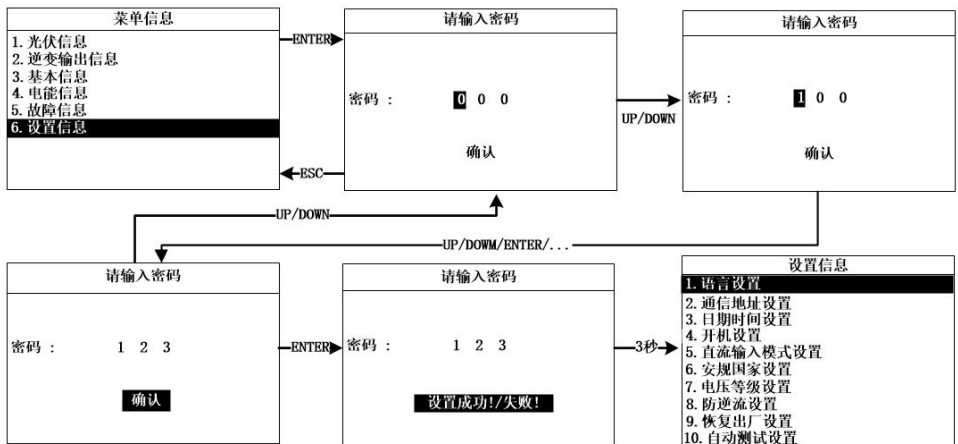 菜单信息
1. 光伏信息
2. 逆变输出信息
3. 基本信息
4. 电能信息
5. 故障信息
6. 设置信息
ENTER
ESC
请输入密码
密码 : 0 0 0
确认
UP/DOWN
请输入密码
密码 : 1 0 0
确认
UP/DOWN
UP/DOWM/ENTER/...
请输入密码
密码 : 1 2 3
确认
ENTER
请输入密码
密码 : 1 2 3
设置成功!/失败!
3秒
设置信息
1. 语言设置
2. 通信地址设置
3. 日期时间设置
4. 开机设置
5. 直流输入模式设置
6. 安规国家设置
7. 电压等级设置
8. 防逆流设置
9. 恢复出厂设置
10. 自动测试设置